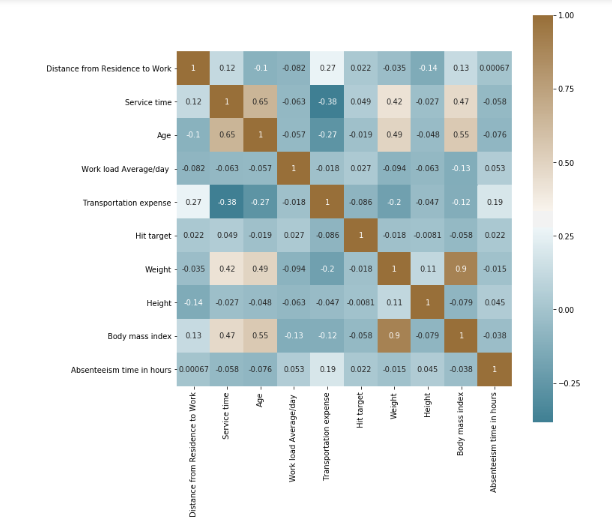 1.00
Distance from Residence to Work 1 0.12 -0.1 -0.082 0.27 0.022 -0.035 -0.14 0.13 0.00067
Service time 0.12 1 0.65 -0.063 -0.38 0.049 0.42 -0.027 0.47 -0.058
0.75
Age -0.1 0.65 1 -0.057 -0.27 -0.019 0.49 -0.048 0.55 -0.076
Work load Average/day -0.082 -0.063 -0.057 1 -0.018 0.027 -0.094 -0.063 -0.13 0.053
0.50
Transportation expense 0.27 -0.38 -0.27 -0.018 1 -0.086 -0.2 -0.047 -0.12 0.19
Hit target 0.022 0.049 -0.019 0.027 -0.086 1 -0.018 -0.0081 -0.058 0.022
0.25
Weight -0.035 0.42 0.49 -0.094 -0.2 -0.018 1 0.11 0.9 -0.015
Height -0.14 -0.027 -0.048 -0.063 -0.047 -0.0081 0.11 1 -0.079 0.045
0.00
Body mass index 0.13 0.47 0.55 -0.13 -0.12 -0.058 0.9 -0.079 1 -0.038
Absenteeism time in hours 0.00067 -0.058 -0.076 0.053 0.19 0.022 -0.015 0.045 -0.038 1
−0.25
Distance from Residence to Work
Service time
Age
Work load Average/day
Transportation expense
Hit target
Weight
Height
Body mass index
Absenteeism time in hours